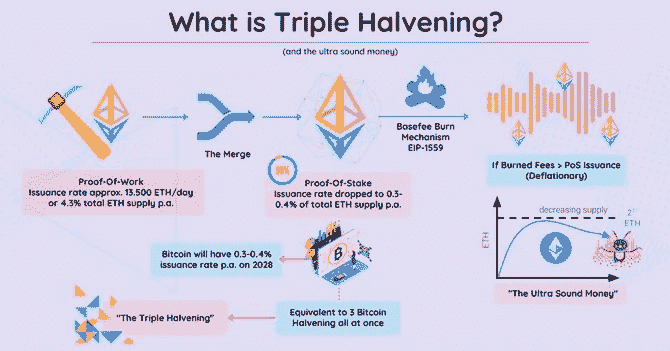 What is Triple Halvening?
(and the ultra sound money)
The Merge
Basefee Burn
Mechanism
EIP-1559
Proof-Of-Work
Issuance rate approx. 13.500 ETH/day
or 4.3% total ETH supply p.a.
90%
Proof-Of-Stake
Issuance rate dropped to 0.3-
0.4% of total ETH supply p.a.
If Burned Fees > PoS Issuance
(Deflationary)
decreasing supply
ETH
ETH
"The Ultra Sound Money"
Bitcoin will have 0.3-0.4%
issuance rate p.a. on 2028
B
Equivalent to 3 Bitcoin
Halvening all at once
"The Triple Halvening"